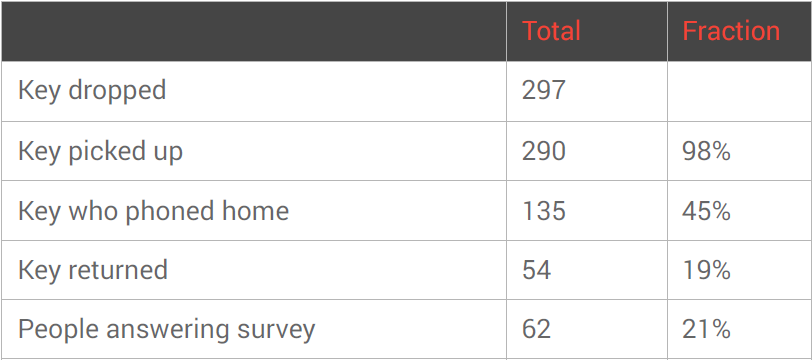 Total Fraction
Key dropped 297
Key picked up 290 98%
Key who phoned home 135 45%
Key returned 54 19%
People answering survey 62 21%